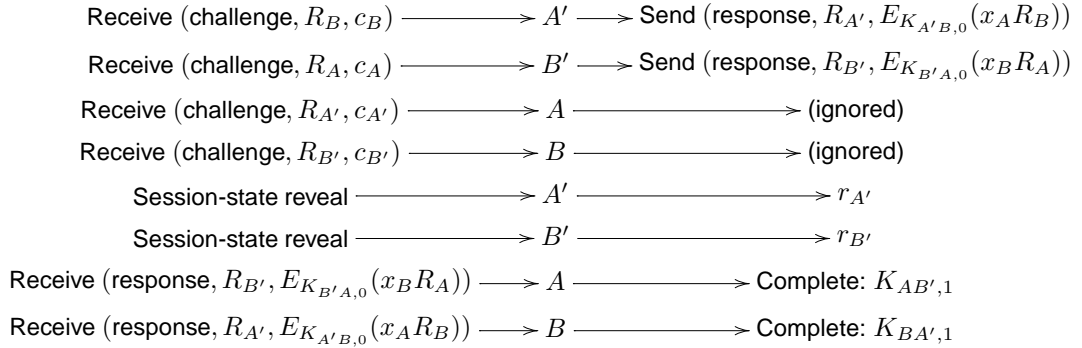 Receive (challenge, R_B, c_B) ⟶ A′ ⟶ Send (response, R_{A′}, E_{K_{A′B,0}}(x_A R_B))
Receive (challenge, R_A, c_A) ⟶ B′ ⟶ Send (response, R_{B′}, E_{K_{B′A,0}}(x_B R_A))
Receive (challenge, R_{A′}, c_{A′}) ⟶ A ⟶ (ignored)
Receive (challenge, R_{B′}, c_{B′}) ⟶ B ⟶ (ignored)
Session-state reveal ⟶ A′ ⟶ r_{A′}
Session-state reveal ⟶ B′ ⟶ r_{B′}
Receive (response, R_{B′}, E_{K_{B′A,0}}(x_B R_A)) ⟶ A ⟶ Complete: K_{AB′,1}
Receive (response, R_{A′}, E_{K_{A′B,0}}(x_A R_B)) ⟶ B ⟶ Complete: K_{BA′,1}